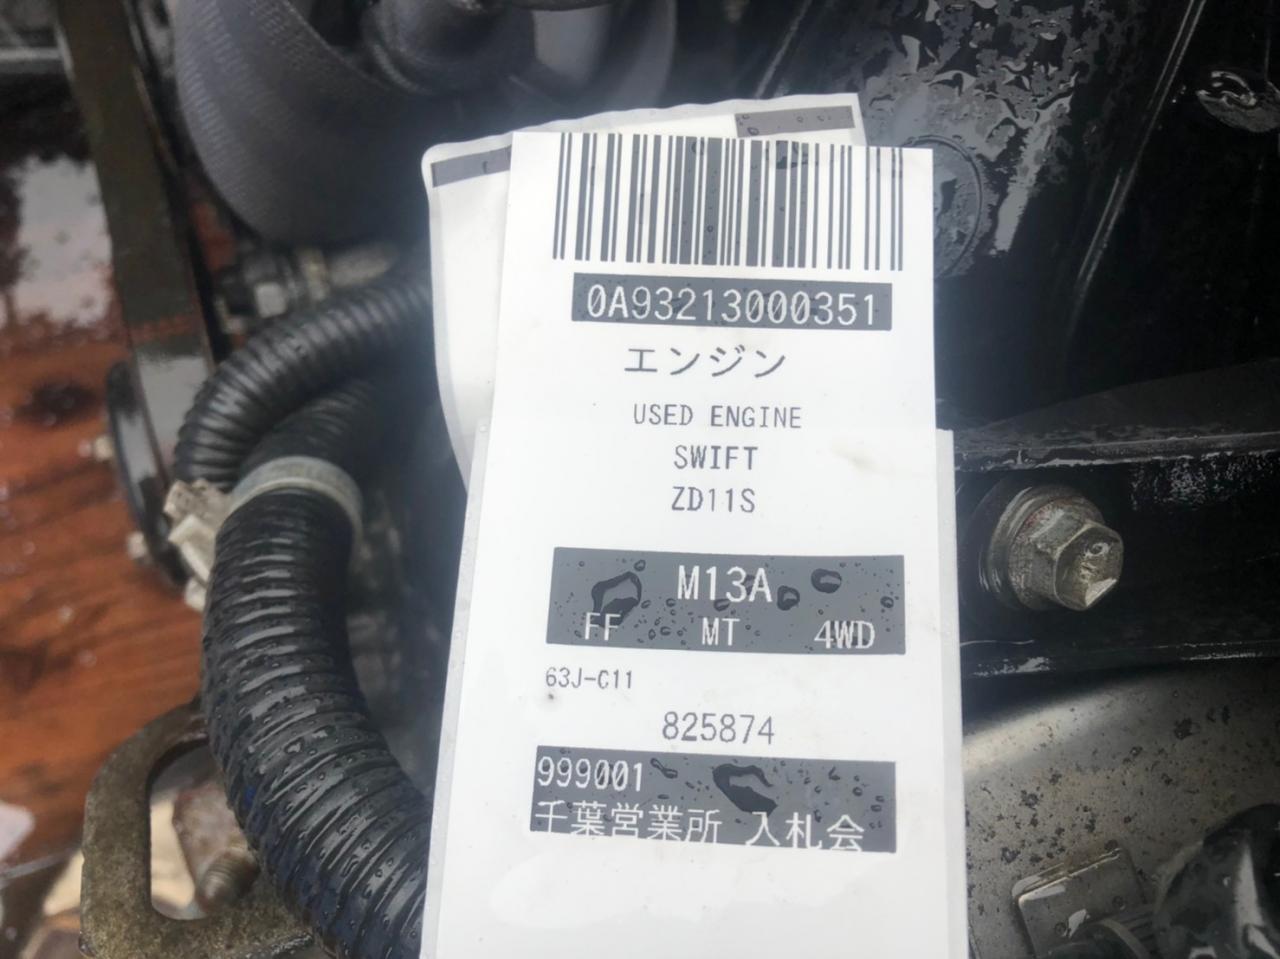 0A93213000351
エンジン
USED ENGINE
SWIFT
ZD11S
M13A
FF MT 4WD
63J-C11
825874
999001
千葉営業所 入札会